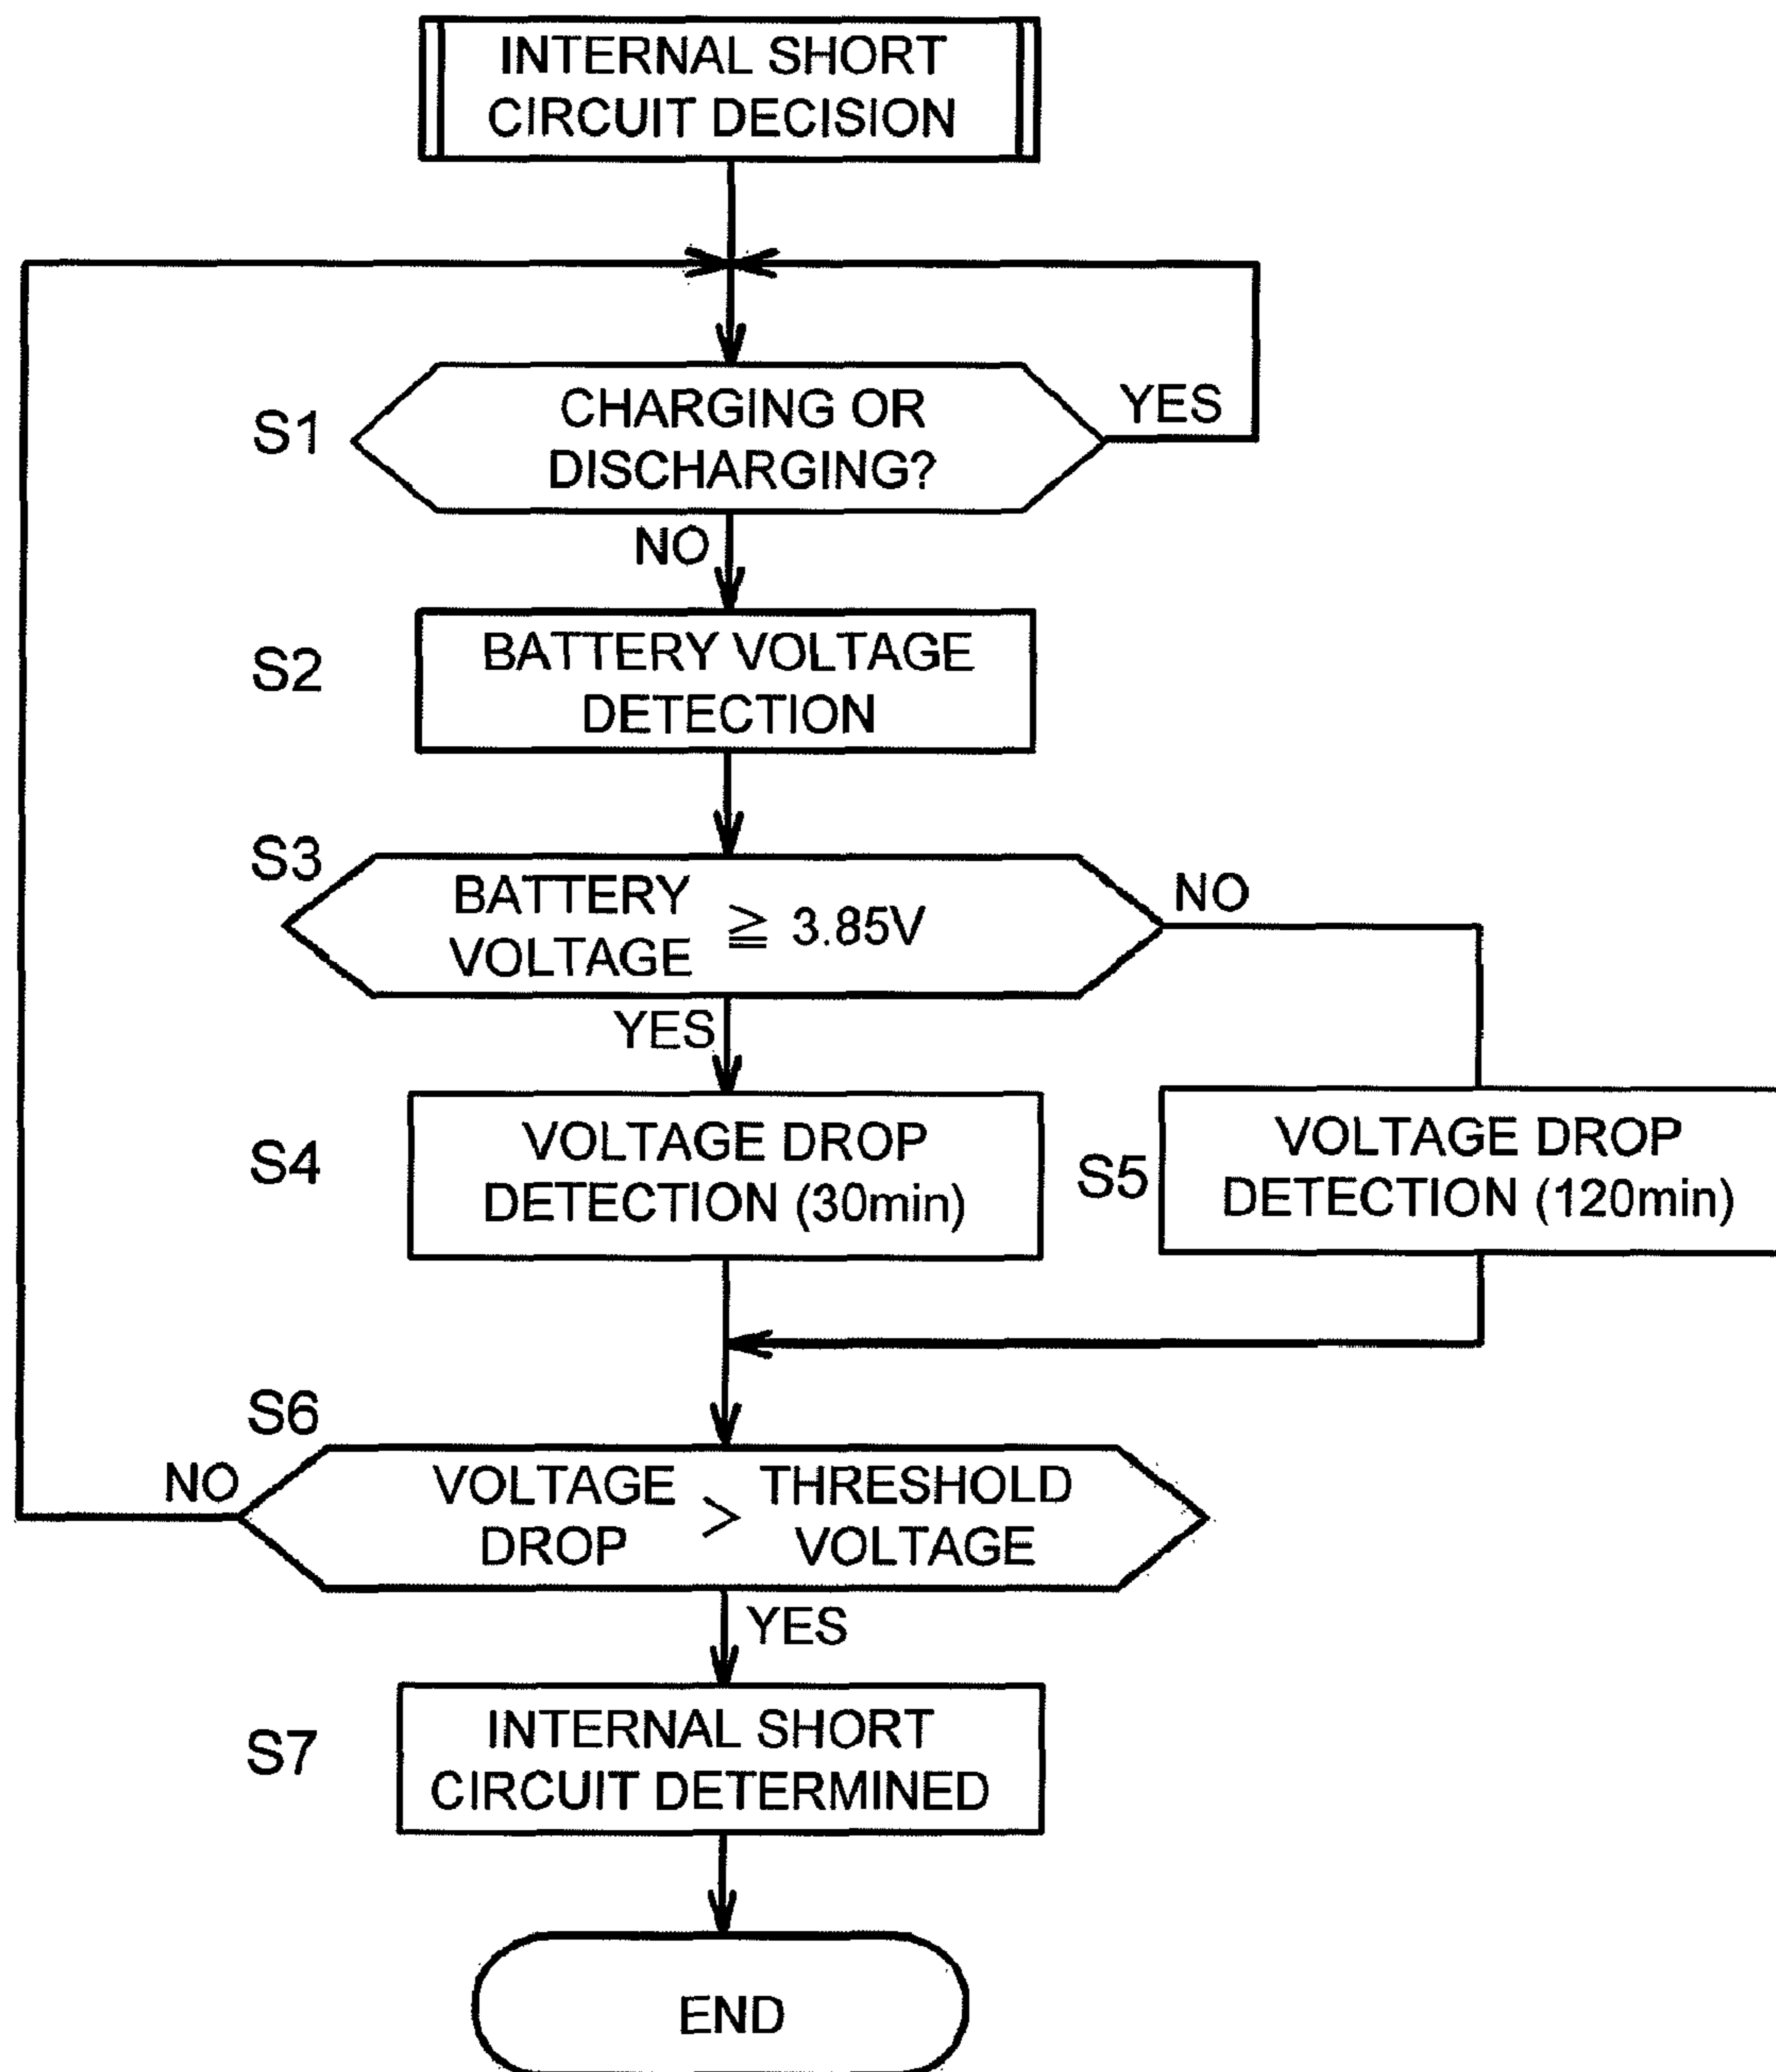 INTERNAL SHORT
CIRCUIT DECISION
S1
CHARGING OR
DISCHARGING?
YES
NO
S2
BATTERY VOLTAGE
DETECTION
S3
BATTERY
VOLTAGE
≧ 3.85V
NO
YES
S4
VOLTAGE DROP
DETECTION (30min)
S5
VOLTAGE DROP
DETECTION (120min)
S6
NO
VOLTAGE
DROP
>
THRESHOLD
VOLTAGE
YES
S7
INTERNAL SHORT
CIRCUIT DETERMINED
END